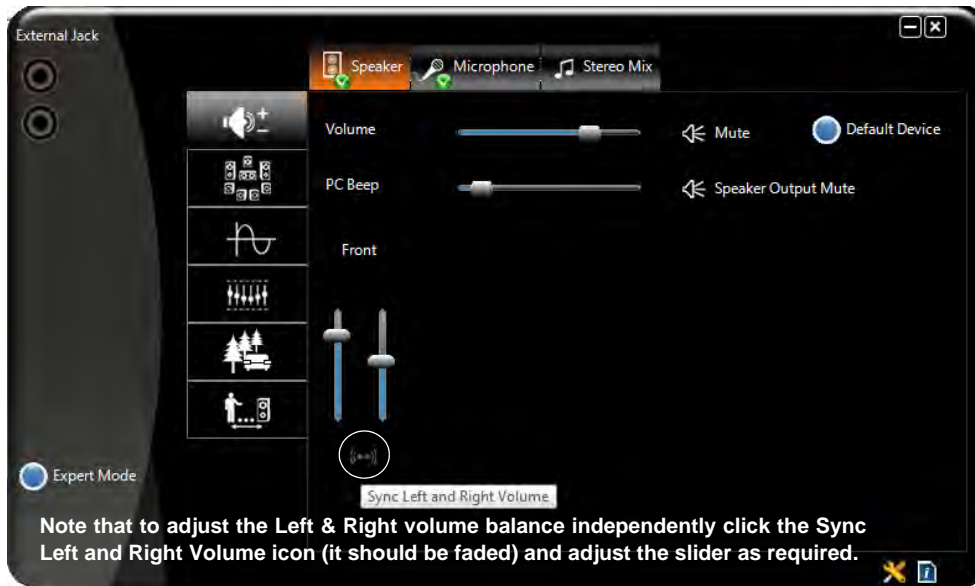 External Jack
Speaker
Microphone
Stereo Mix
Volume
Mute
Default Device
PC Beep
Speaker Output Mute
Front
Expert Mode
Sync Left and Right Volume
Note that to adjust the Left & Right volume balance independently click the Sync
Left and Right Volume icon (it should be faded) and adjust the slider as required.